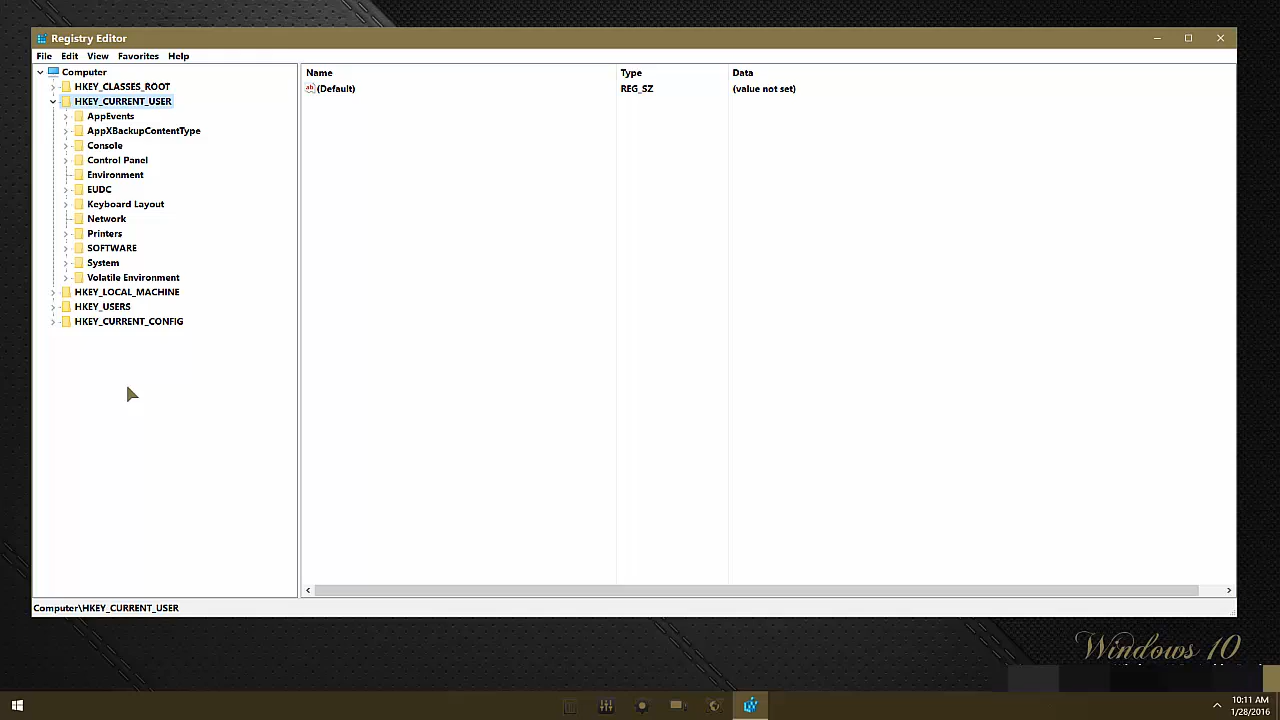 Registry Editor
File Edit View Favorites Help
Computer
HKEY_CLASSES_ROOT
HKEY_CURRENT_USER
AppEvents
AppXBackupContentType
Console
Control Panel
Environment
EUDC
Keyboard Layout
Network
Printers
SOFTWARE
System
Volatile Environment
HKEY_LOCAL_MACHINE
HKEY_USERS
HKEY_CURRENT_CONFIG
Name Type Data
ab (Default) REG_SZ (value not set)
Computer\HKEY_CURRENT_USER
Windows 10
10:11 AM
1/28/2016